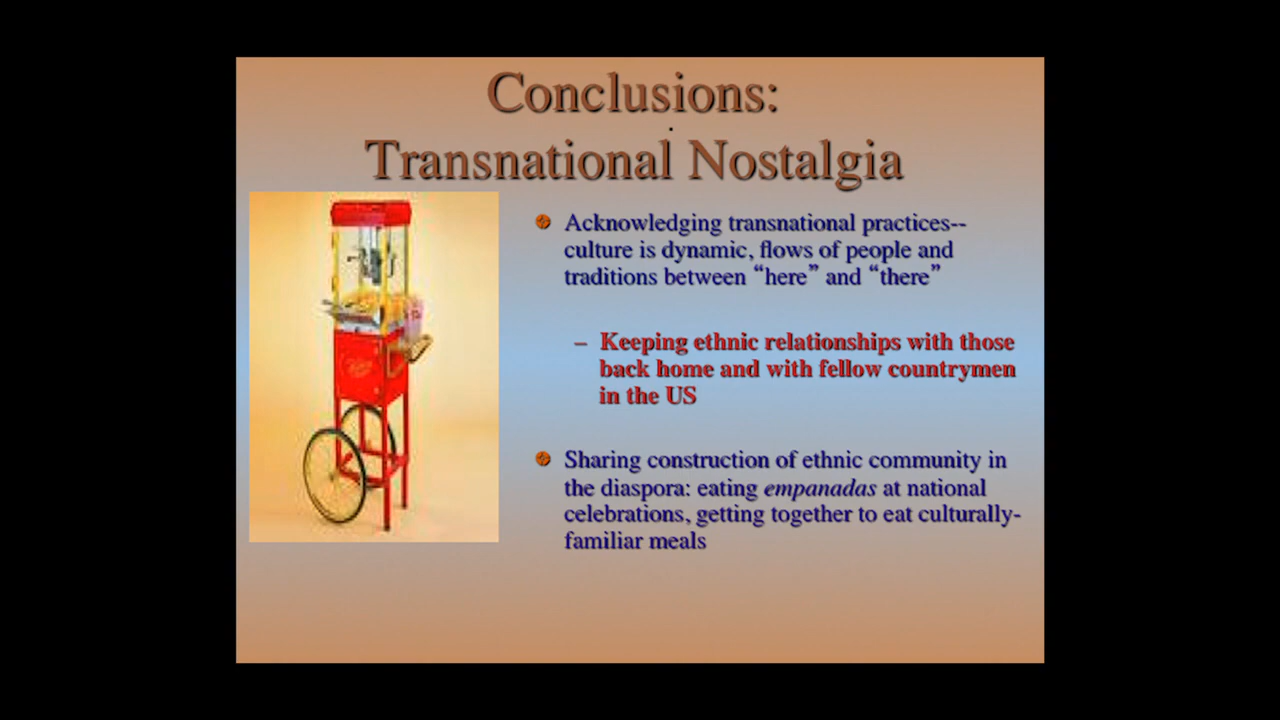 Conclusions:
Transnational Nostalgia
Acknowledging transnational practices--
culture is dynamic, flows of people and
traditions between “here” and “there”
– Keeping ethnic relationships with those
back home and with fellow countrymen
in the US
Sharing construction of ethnic community in
the diaspora: eating empanadas at national
celebrations, getting together to eat culturally-
familiar meals